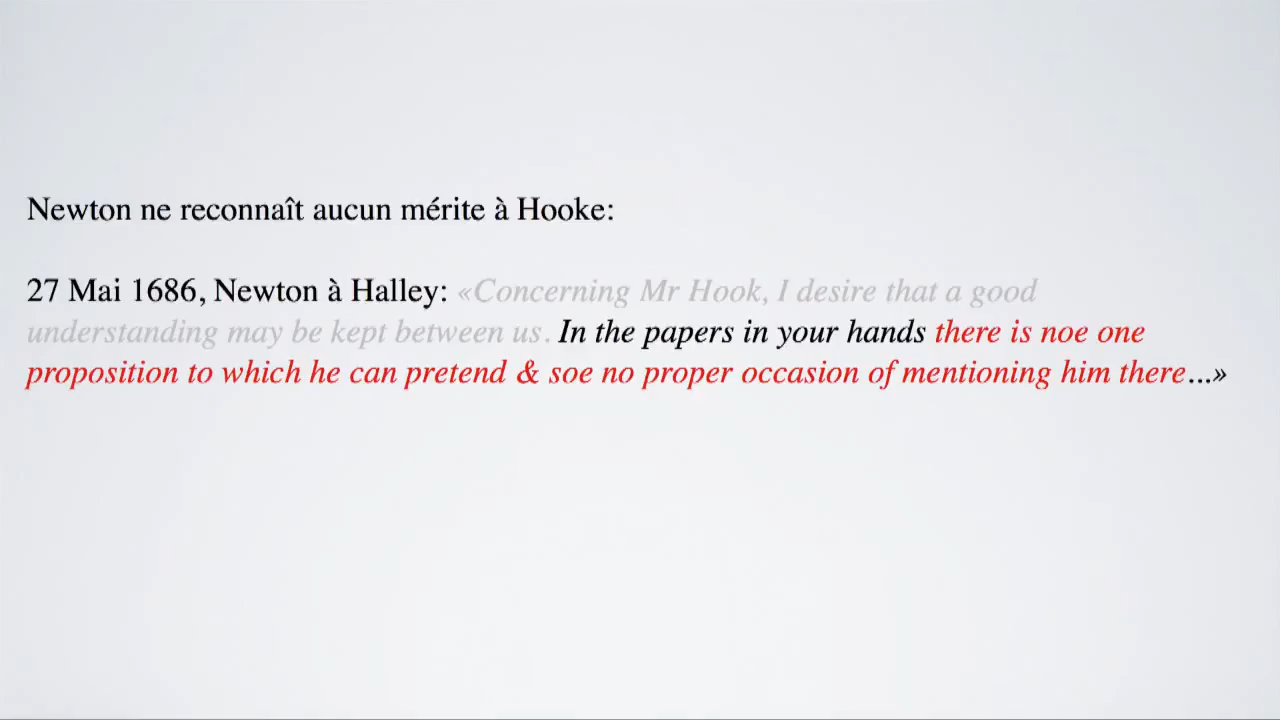 Newton ne reconnaît aucun mérite à Hooke:
27 Mai 1686, Newton à Halley: «Concerning Mr Hook, I desire that a good
understanding may be kept between us. In the papers in your hands there is noe one
proposition to which he can pretend & soe no proper occasion of mentioning him there...»